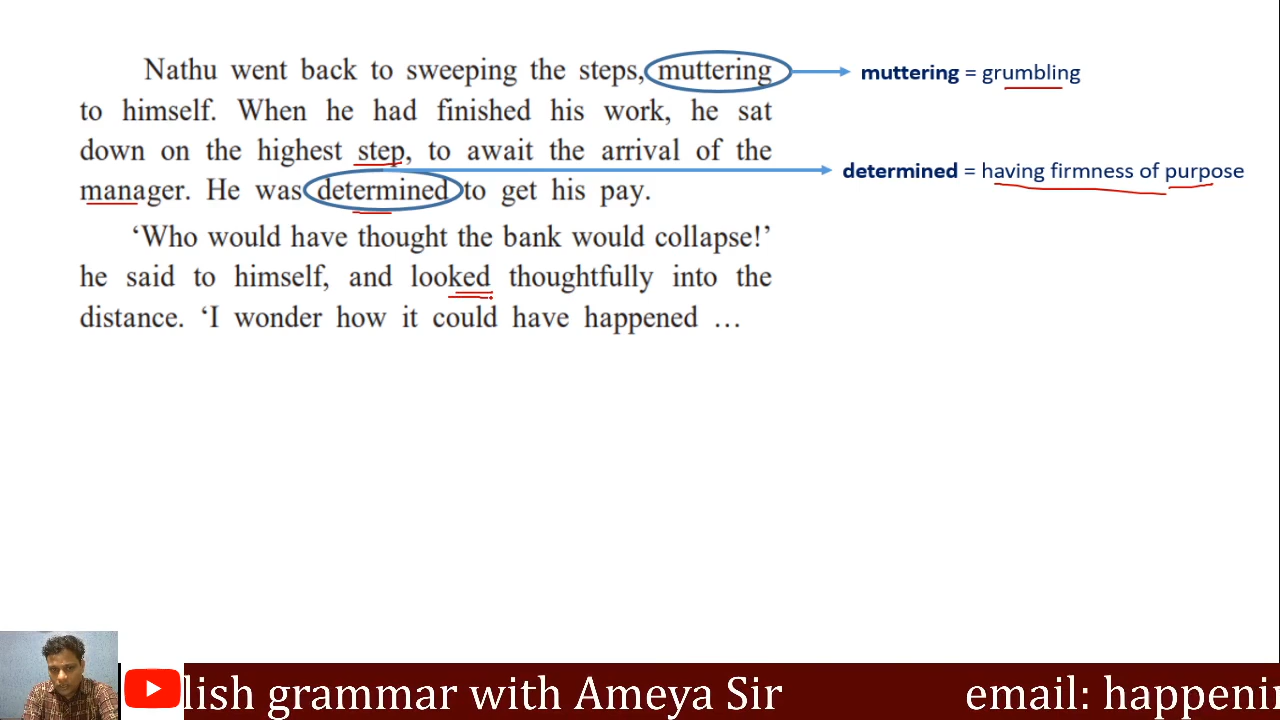 Nathu went back to sweeping the steps, muttering
to himself. When he had finished his work, he sat
down on the highest step, to await the arrival of the
manager. He was determined to get his pay.
‘Who would have thought the bank would collapse!’
he said to himself, and looked thoughtfully into the
distance. ‘I wonder how it could have happened …
muttering = grumbling
determined = having firmness of purpose
lish grammar with Ameya Sir email: happenin